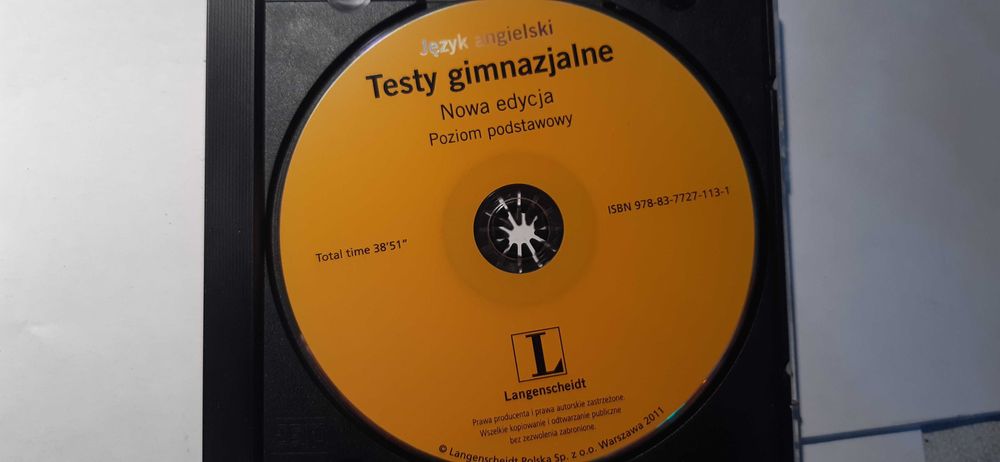 Język angielski
Testy gimnazjalne
Nowa edycja
Poziom podstawowy
Total time 38'51"
ISBN 978-83-7727-113-1
L
Langenscheidt
Prawa producenta i prawa autorskie zastrzeżone.
Wszelkie kopiowanie i odtwarzanie publiczne
bez zezwolenia zabronione.
© Langenscheidt Polska Sp. z o.o. Warszawa 2011